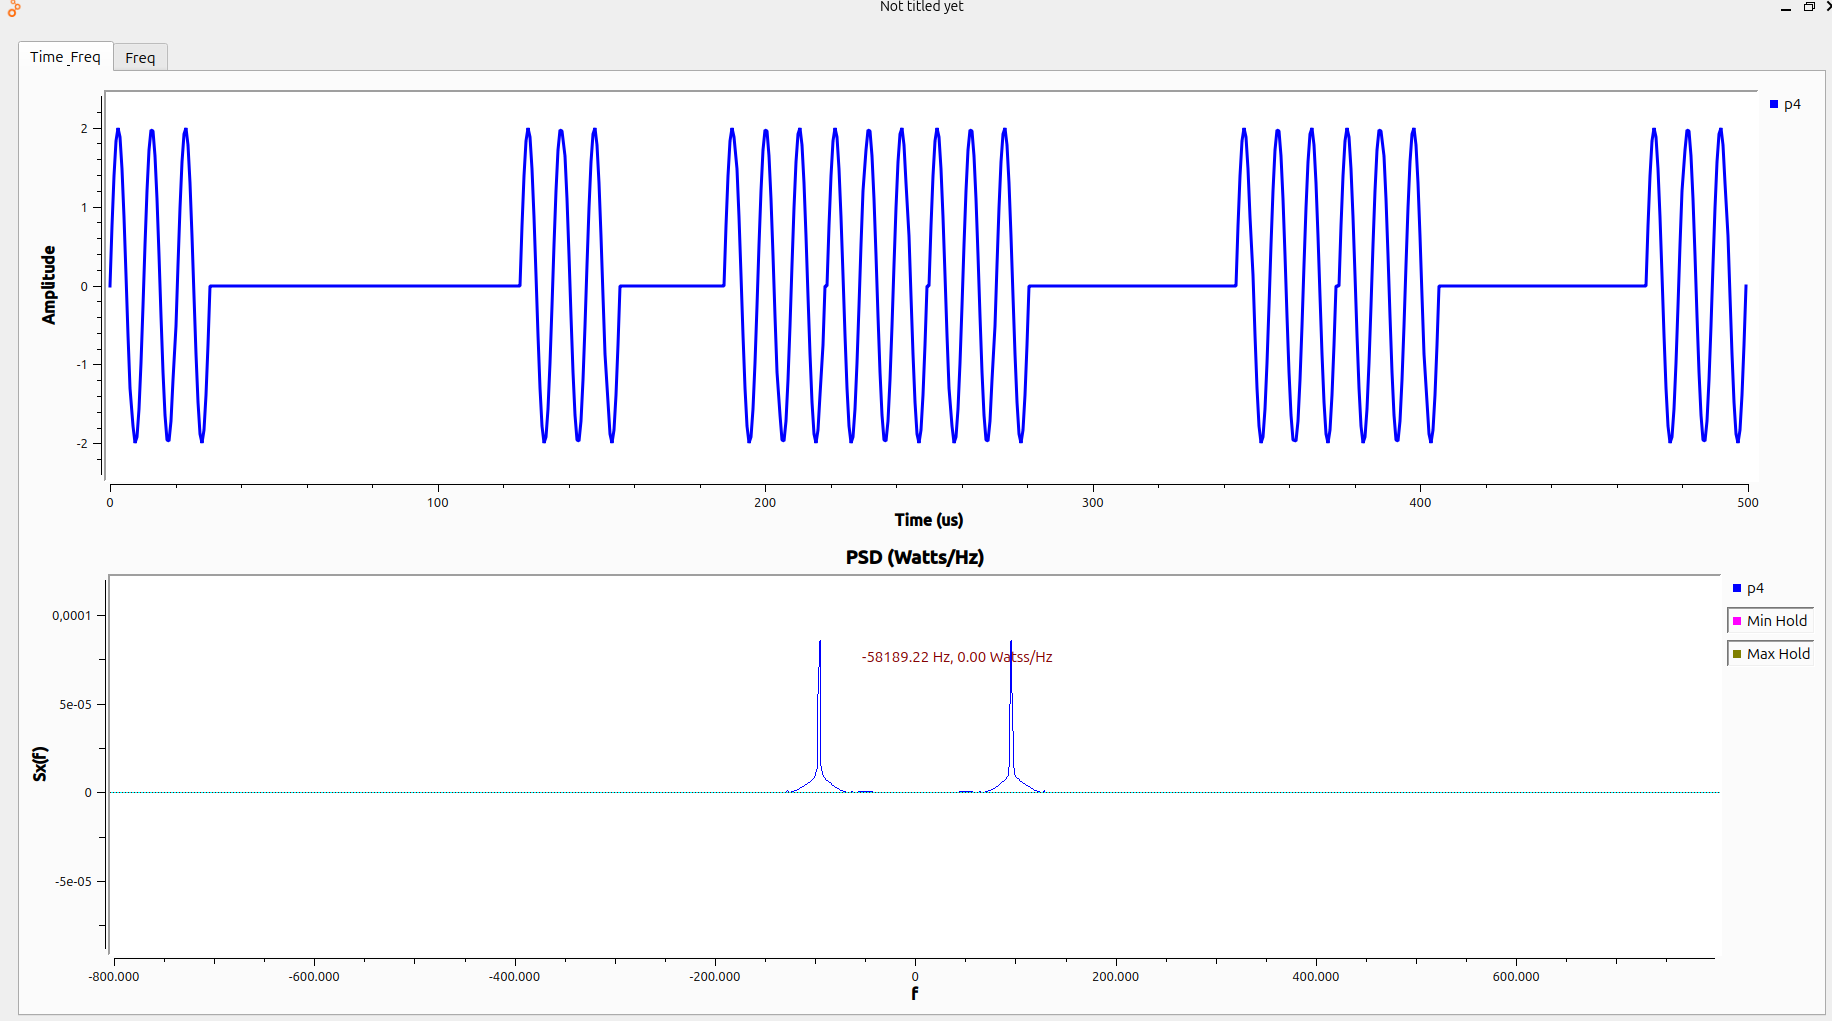 Not titled yet
Time_Freq
Freq
p4
2
1
0
-1
-2
Amplitude
0
100
200
300
400
500
Time (us)
PSD (Watts/Hz)
p4
Min Hold
Max Hold
-58189.22 Hz, 0.00 Watss/Hz
0,0001
5e-05
0
-5e-05
Sx(f)
-800.000
-600.000
-400.000
-200.000
0
200.000
400.000
600.000
f